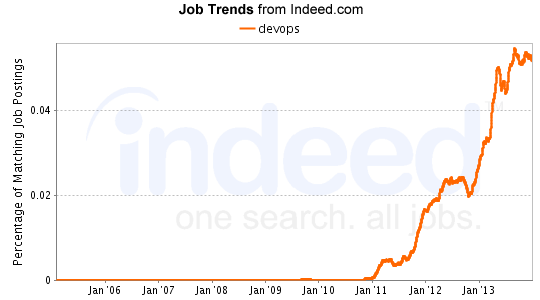 Job Trends from Indeed.com
devops
Percentage of Matching Job Postings
0.04
0.02
0
indeed
one search. all jobs.
Jan'06 Jan'07 Jan'08 Jan'09 Jan'10 Jan'11 Jan'12 Jan'13